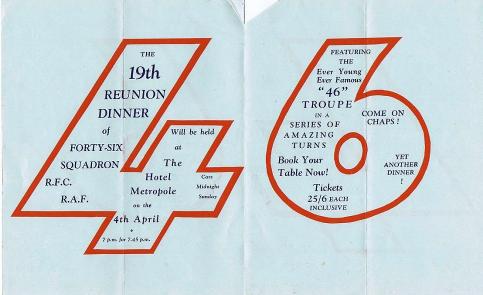 THE
19th
REUNION
DINNER
of
FORTY-SIX
SQUADRON
R.F.C.
R.A.F.
Will be held
at
The
Hotel
Metropole
on the
4th April
*
7 p.m. for 7.45 p.m.
Cars
Midnight
Sunday
FEATURING
THE
Ever Young
Ever Famous
"46"
TROUPE
IN A
SERIES OF
AMAZING
TURNS
Book Your
Table Now!
Tickets
25/6 EACH
INCLUSIVE
COME ON
CHAPS !
YET
ANOTHER
DINNER
!